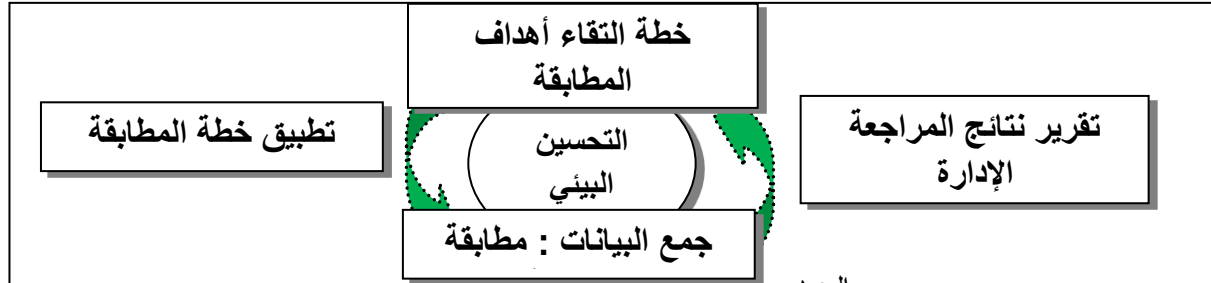 خطة التقاء أهداف
المطابقة
تطبيق خطة المطابقة
تقرير نتائج المراجعة
الإدارة
التحسين
البيئي
جمع البيانات : مطابقة